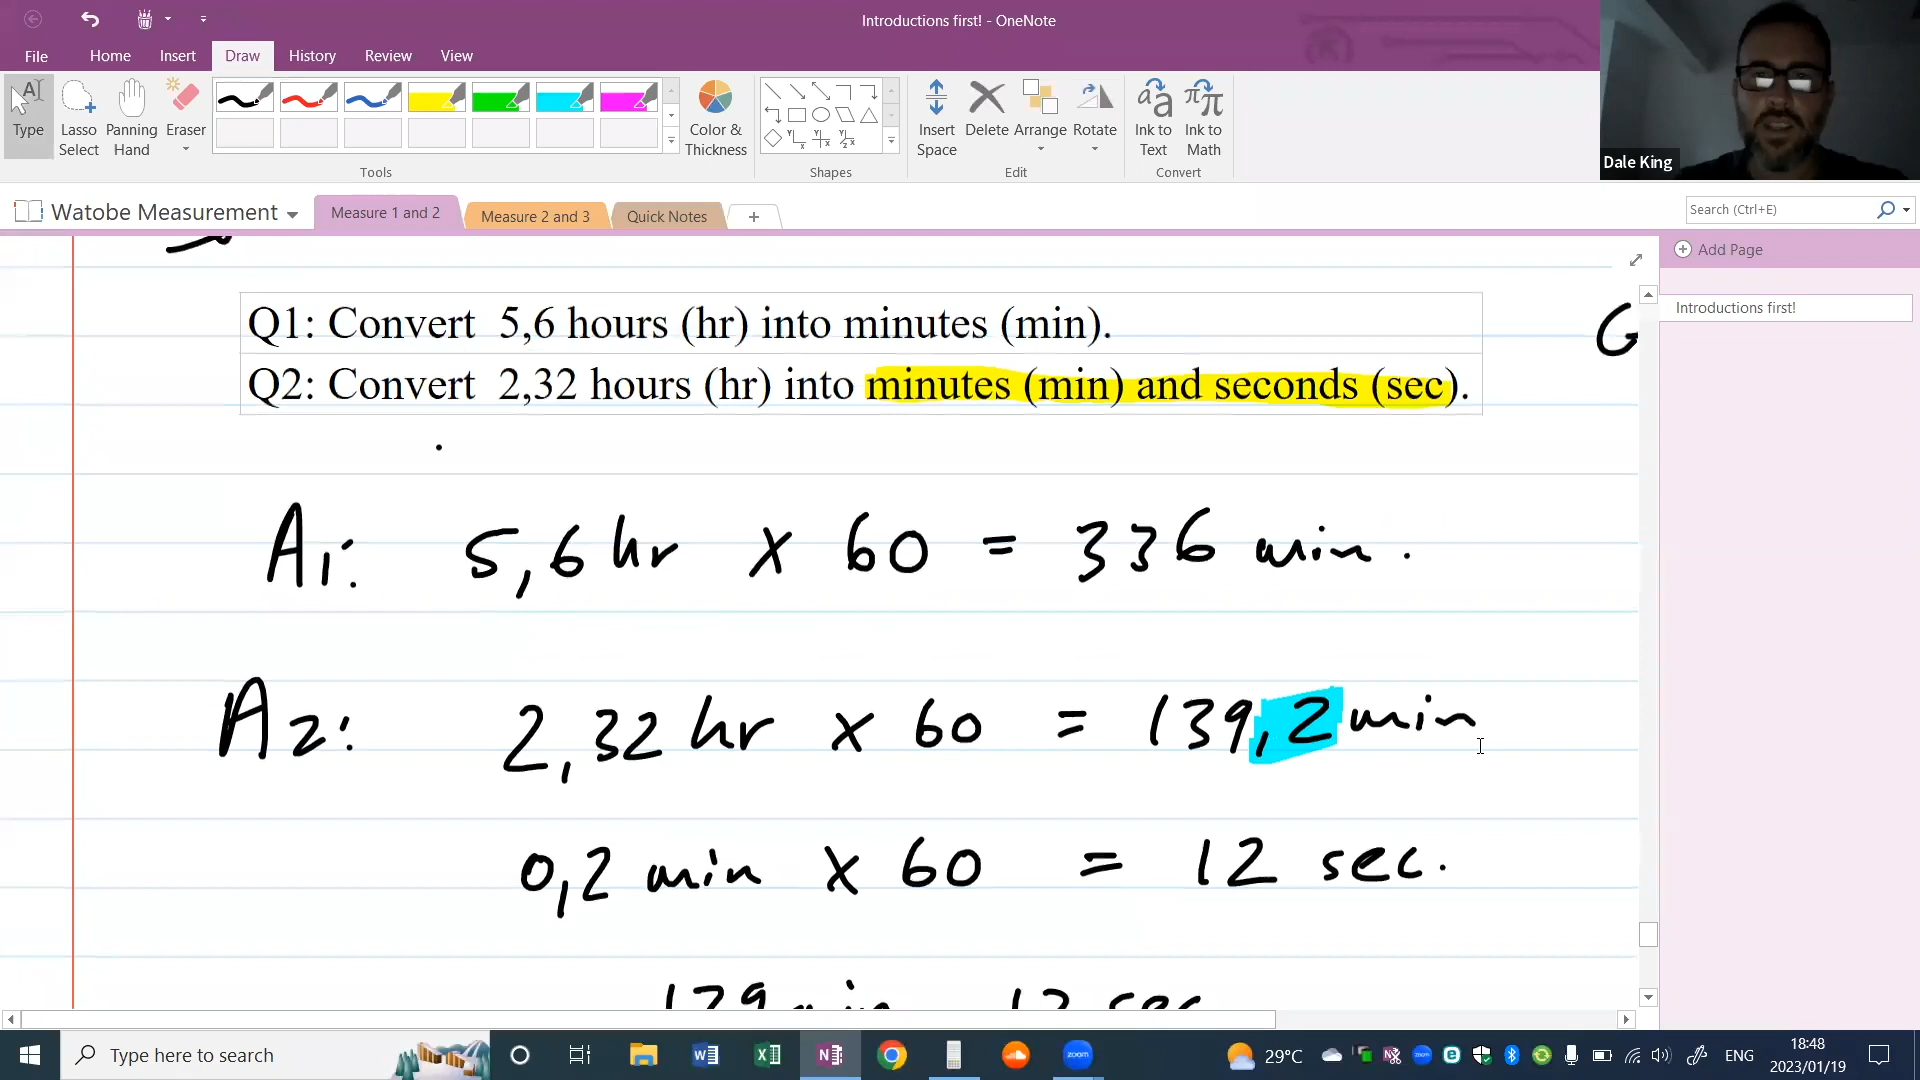 Introductions first! - OneNote
File Home Insert Draw History Review View
Type
Lasso Select
Panning Hand
Eraser
Color & Thickness
Insert Space
Delete
Arrange
Rotate
Ink to Text
Ink to Math
Tools
Shapes
Edit
Convert
Dale King
Watobe Measurement
Measure 1 and 2
Measure 2 and 3
Quick Notes
Search (Ctrl+E)
Add Page
Introductions first!
Q1: Convert 5,6 hours (hr) into minutes (min).
Q2: Convert 2,32 hours (hr) into minutes (min) and seconds (sec).
G
A1: 5,6 hr x 60 = 336 min.
A2: 2,32 hr x 60 = 139,2 min
0,2 min x 60 = 12 sec.
139 min 12 sec
Type here to search
zoom
29°C
ENG
18:48
2023/01/19